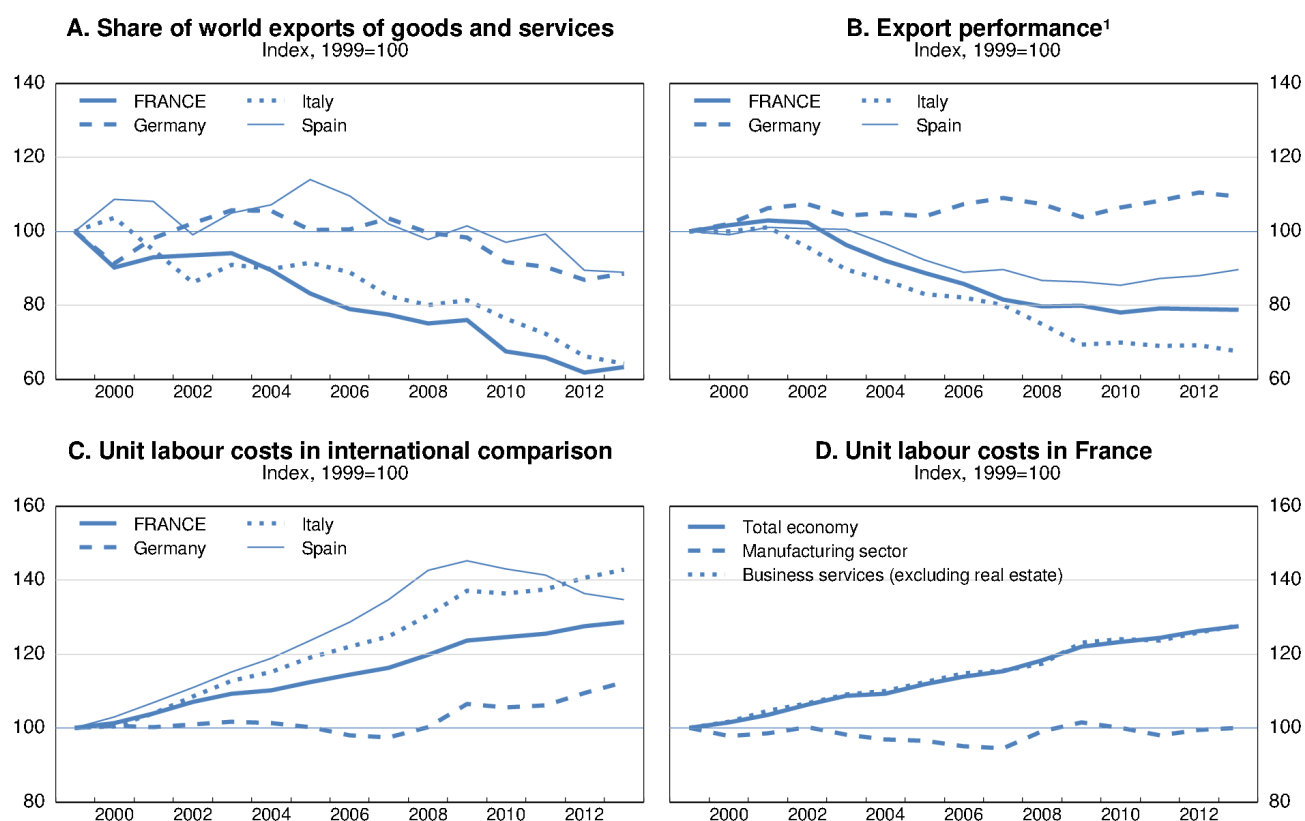 A. Share of world exports of goods and services
Index, 1999=100
140
120
100
80
60
FRANCE
Germany
Italy
Spain
2000 2002 2004 2006 2008 2010 2012
B. Export performance¹
Index, 1999=100
FRANCE
Germany
Italy
Spain
140
120
100
80
60
2000 2002 2004 2006 2008 2010 2012
C. Unit labour costs in international comparison
Index, 1999=100
160
140
120
100
80
FRANCE
Germany
Italy
Spain
2000 2002 2004 2006 2008 2010 2012
D. Unit labour costs in France
Index, 1999=100
Total economy
Manufacturing sector
Business services (excluding real estate)
160
140
120
100
80
2000 2002 2004 2006 2008 2010 2012